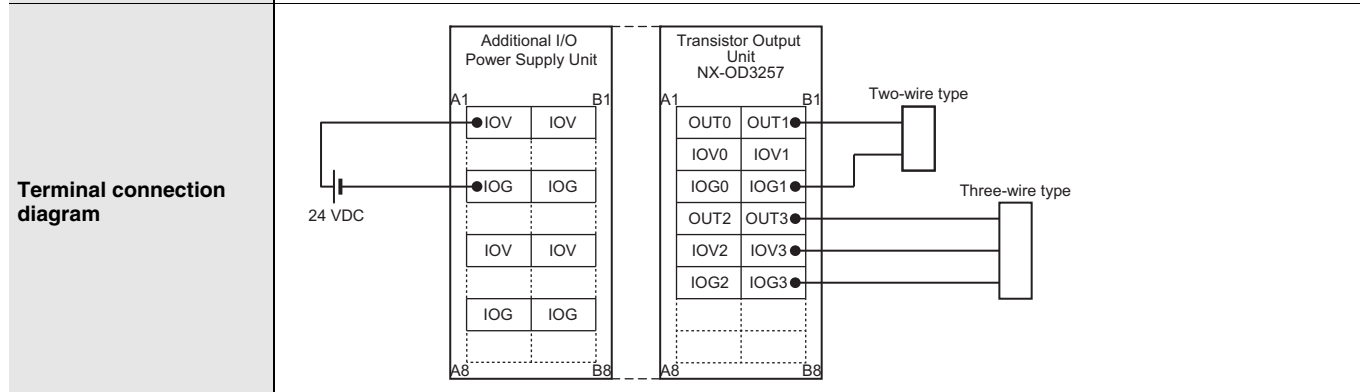 Terminal connection
diagram
Additional I/O
Power Supply Unit
A1 B1
IOV IOV
IOG IOG
IOV IOV
IOG IOG
A8 B8
24 VDC
Transistor Output
Unit
NX-OD3257
A1 B1
OUT0 OUT1
IOV0 IOV1
IOG0 IOG1
OUT2 OUT3
IOV2 IOV3
IOG2 IOG3
A8 B8
Two-wire type
Three-wire type